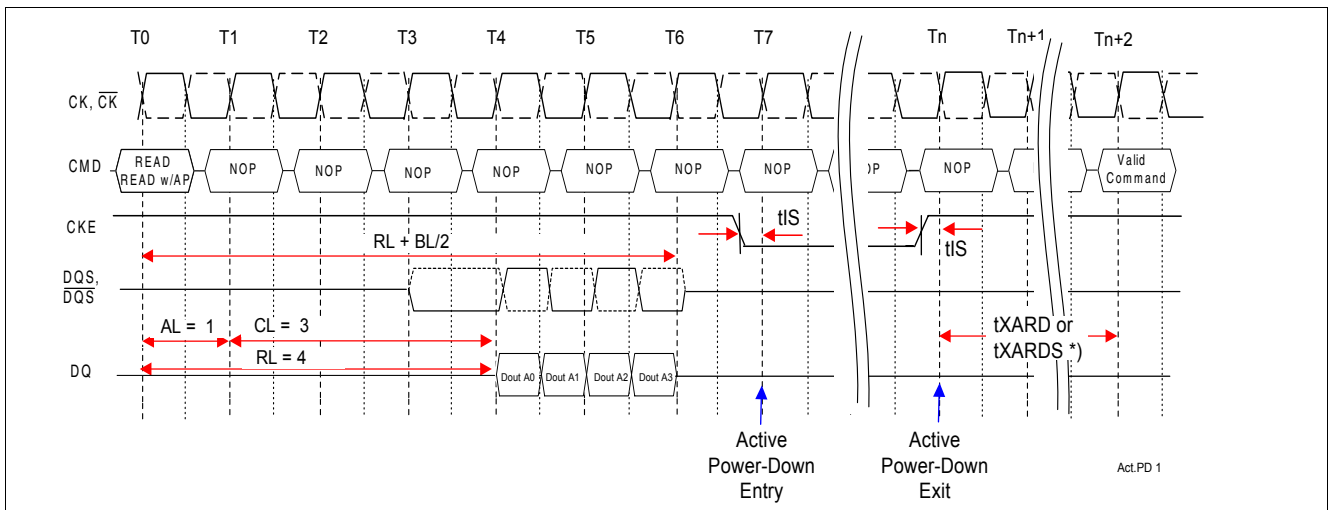 T0 T1 T2 T3 T4 T5 T6 T7 Tn Tn+1 Tn+2
CK, CK
CMD
READ
READ w/AP
NOP NOP NOP NOP NOP NOP NOP OP NOP
Valid
Command
CKE
tIS
tIS
RL + BL/2
DQS,
DQS
AL = 1 CL = 3
RL = 4
tXARD or
tXARDS *)
DQ
Dout A0 Dout A1 Dout A2 Dout A3
Active
Power-Down
Entry
Active
Power-Down
Exit
Act.PD 1